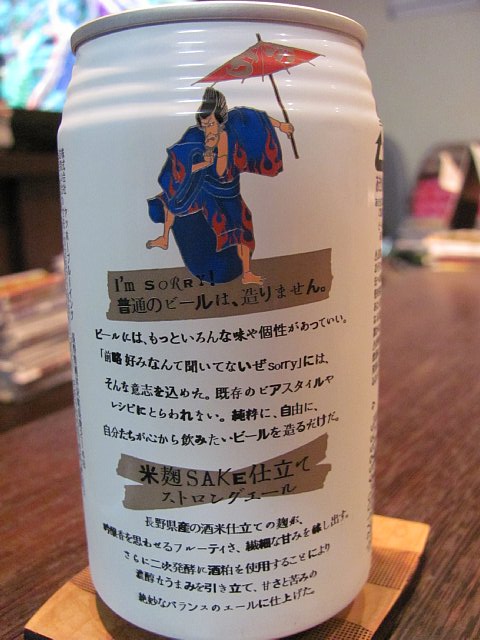 I'm SORRY!
普通のビールは、造りません。
ビールには、もっといろんな味や個性があっていい。
「前略 好みなんて聞いてないぜ SorrY」には、
そんな意志を込めた。既存のビアスタイルや
レシピにとらわれない。純粋に、自由に、
自分たちが心から飲みたいビールを造るだけだ。
米麹SAKE仕立て
ストロングエール
長野県産の酒米仕立ての麹が、
吟醸香を思わせるフルーティさ、繊細な甘みを醸し出す。
さらに二次発酵に酒粕を使用することにより
濃醇なうまみを引き立て、甘さと苦みの
絶妙なバランスのエールに仕上げた。